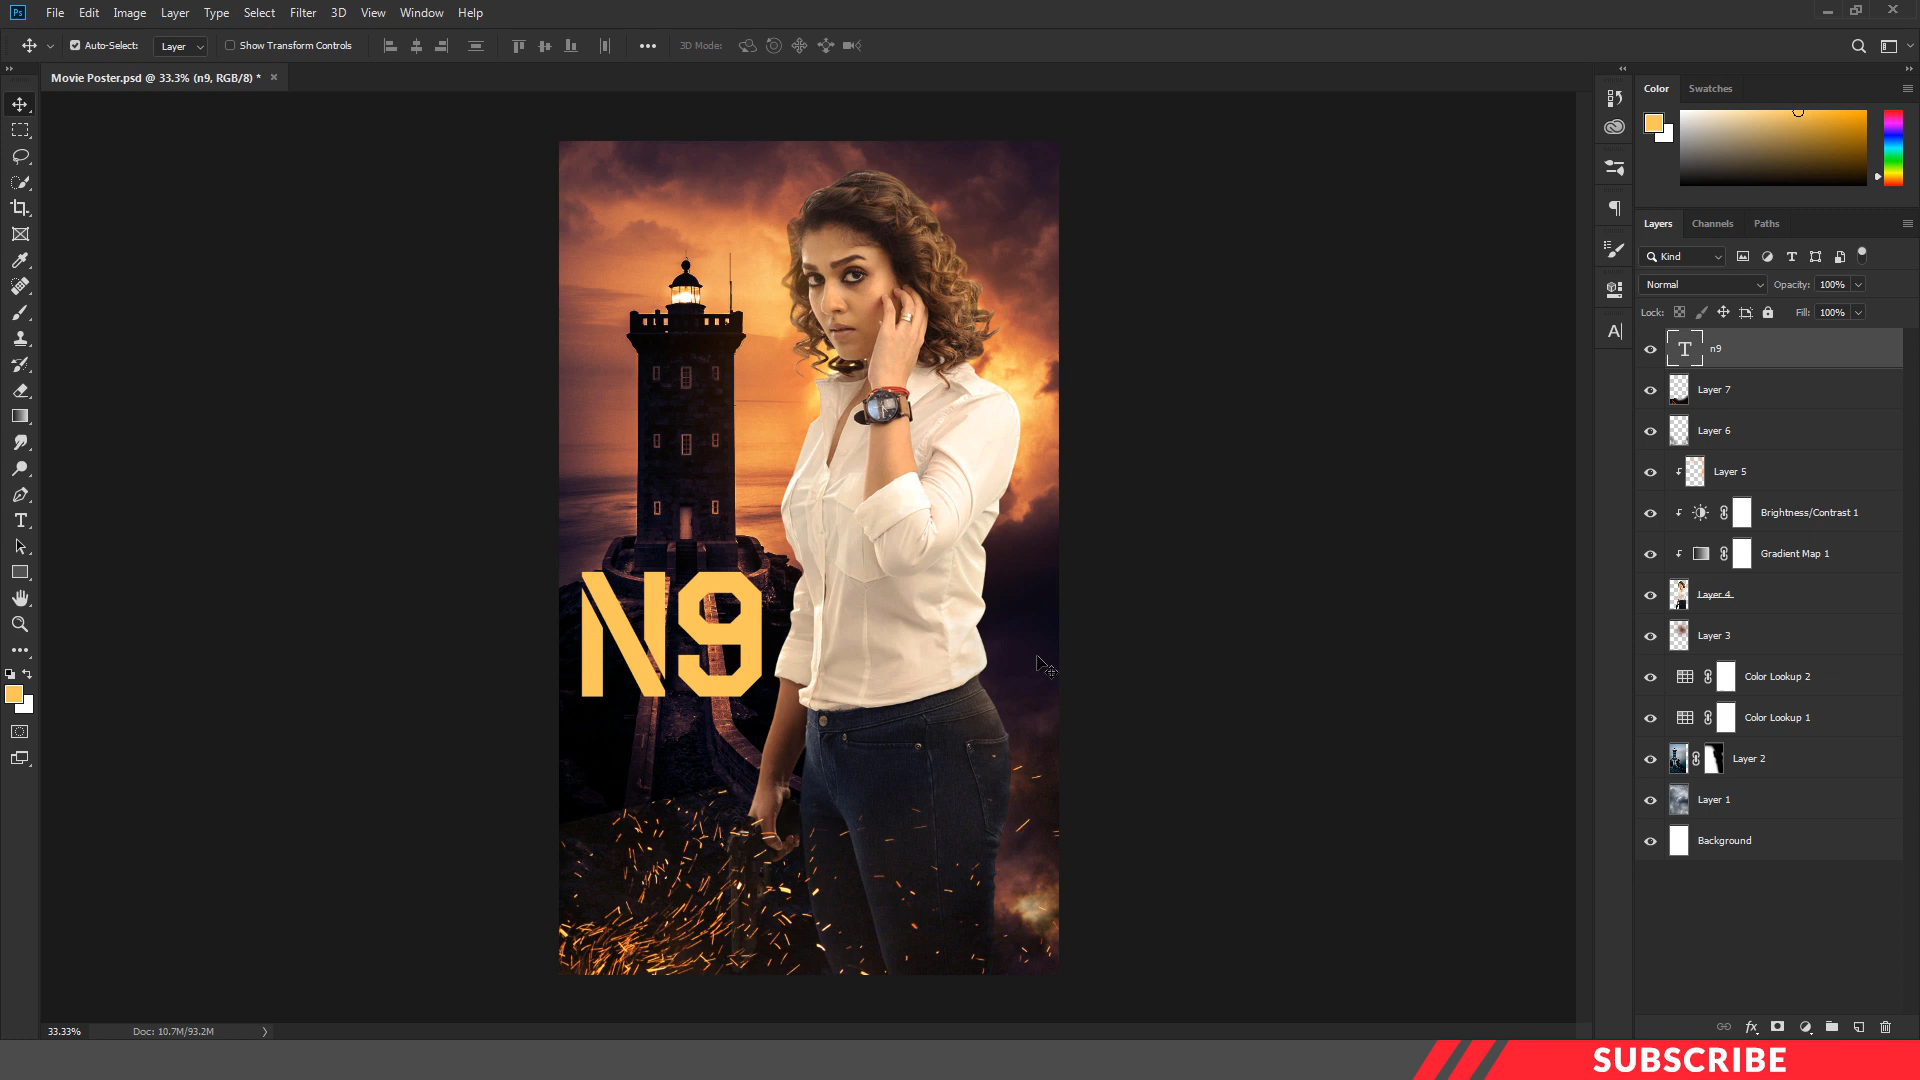 Ps File Edit Image Layer Type Select Filter 3D View Window Help
Auto-Select: Layer Show Transform Controls 3D Mode:
Movie Poster.psd @ 33.3% (n9, RGB/8) *
Color Swatches
Layers Channels Paths
Kind
Normal Opacity: 100%
Lock: Fill: 100%
n9
Layer 7
Layer 6
Layer 5
Brightness/Contrast 1
Gradient Map 1
Layer 4
Layer 3
Color Lookup 2
Color Lookup 1
Layer 2
Layer 1
Background
N9
33.33% Doc: 10.7M/93.2M
fx
SUBSCRIBE